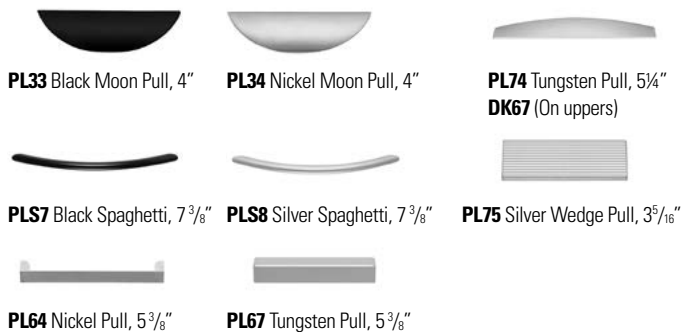 PL33 Black Moon Pull, 4"
PL34 Nickel Moon Pull, 4"
PL74 Tungsten Pull, 5¼"
DK67 (On uppers)
PLS7 Black Spaghetti, 7 3/8"
PLS8 Silver Spaghetti, 7 3/8"
PL75 Silver Wedge Pull, 3 5/16"
PL64 Nickel Pull, 5 3/8"
PL67 Tungsten Pull, 5 3/8"